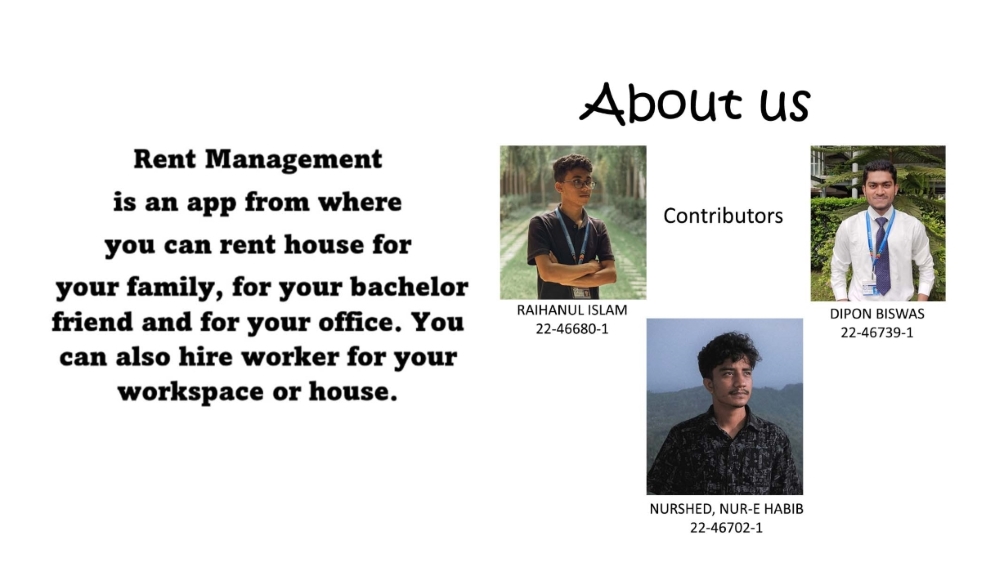 Rent Management
is an app from where
you can rent house for
your family, for your bachelor
friend and for your office. You
can also hire worker for your
workspace or house.
About us
Contributors
RAIHANUL ISLAM
22-46680-1
DIPON BISWAS
22-46739-1
NURSHED, NUR-E HABIB
22-46702-1